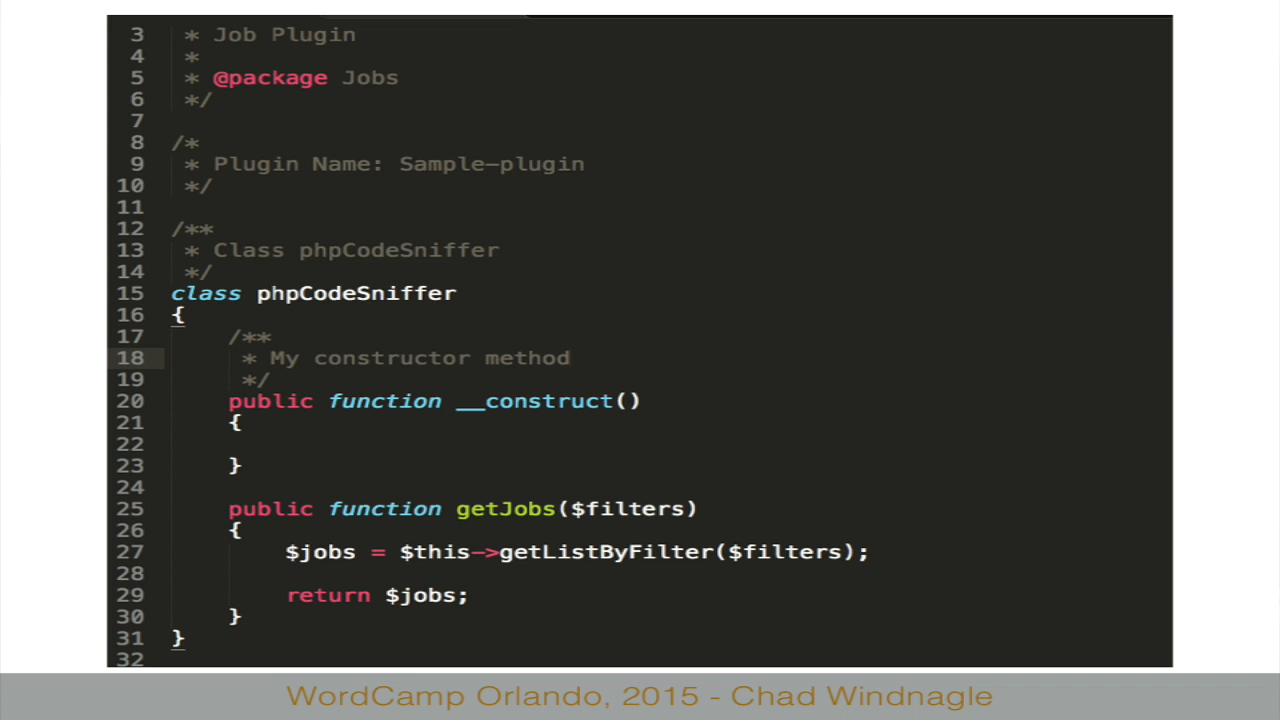 3 * Job Plugin
4 *
5 * @package Jobs
6 */
7
8 /*
9 * Plugin Name: Sample-plugin
10 */
11
12 /**
13 * Class phpCodeSniffer
14 */
15 class phpCodeSniffer
16 {
17 /**
18 * My constructor method
19 */
20 public function __construct()
21 {
22
23 }
24
25 public function getJobs($filters)
26 {
27 $jobs = $this->getListByFilter($filters);
28
29 return $jobs;
30 }
31 }
32
WordCamp Orlando, 2015 - Chad Windnagle